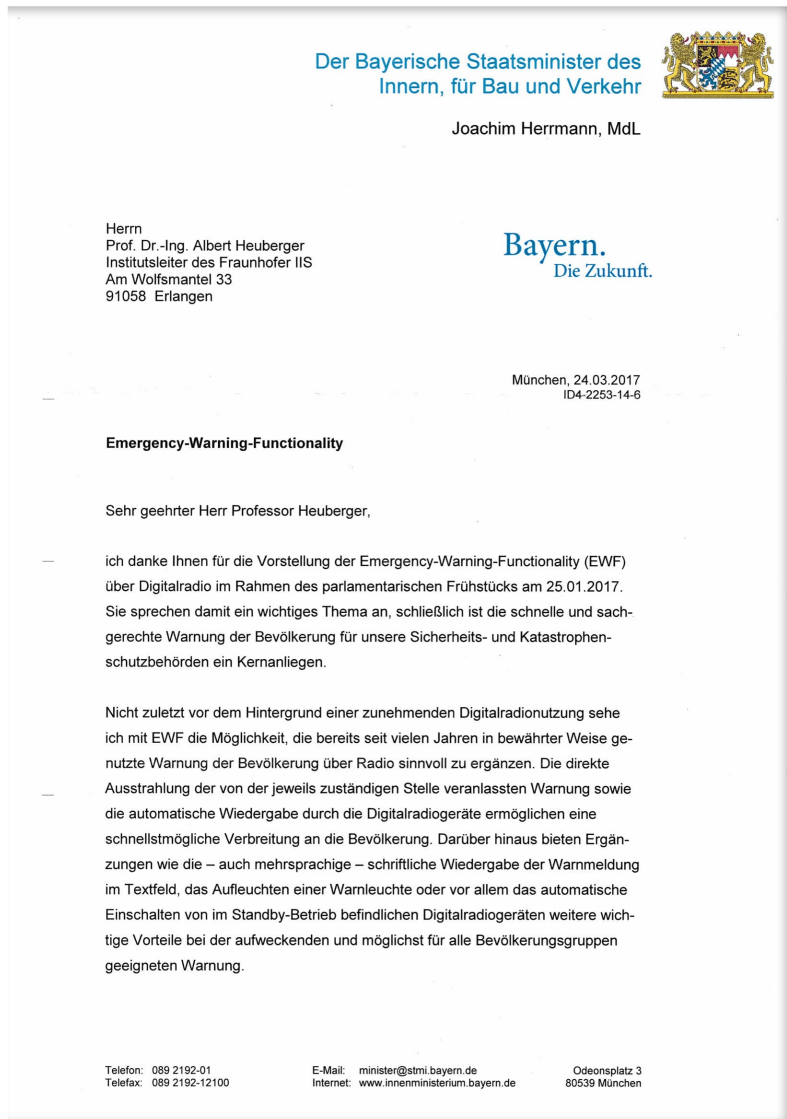 Der Bayerische Staatsminister des
Innern, für Bau und Verkehr
Joachim Herrmann, MdL
Herrn
Prof. Dr.-Ing. Albert Heuberger
Institutsleiter des Fraunhofer IIS
Am Wolfsmantel 33
91058 Erlangen
Bayern.
Die Zukunft.
München, 24.03.2017
ID4-2253-14-6
Emergency-Warning-Functionality
Sehr geehrter Herr Professor Heuberger,
ich danke Ihnen für die Vorstellung der Emergency-Warning-Functionality (EWF)
über Digitalradio im Rahmen des parlamentarischen Frühstücks am 25.01.2017.
Sie sprechen damit ein wichtiges Thema an, schließlich ist die schnelle und sach-
gerechte Warnung der Bevölkerung für unsere Sicherheits- und Katastrophen-
schutzbehörden ein Kernanliegen.
Nicht zuletzt vor dem Hintergrund einer zunehmenden Digitalradionutzung sehe
ich mit EWF die Möglichkeit, die bereits seit vielen Jahren in bewährter Weise ge-
nutzte Warnung der Bevölkerung über Radio sinnvoll zu ergänzen. Die direkte
Ausstrahlung der von der jeweils zuständigen Stelle veranlassten Warnung sowie
die automatische Wiedergabe durch die Digitalradiogeräte ermöglichen eine
schnellstmögliche Verbreitung an die Bevölkerung. Darüber hinaus bieten Ergän-
zungen wie die – auch mehrsprachige – schriftliche Wiedergabe der Warnmeldung
im Textfeld, das Aufleuchten einer Warnleuchte oder vor allem das automatische
Einschalten von im Standby-Betrieb befindlichen Digitalradiogeräten weitere wich-
tige Vorteile bei der aufweckenden und möglichst für alle Bevölkerungsgruppen
geeigneten Warnung.
Telefon: 089 2192-01 E-Mail: minister@stmi.bayern.de Odeonsplatz 3
Telefax: 089 2192-12100 Internet: www.innenministerium.bayern.de 80539 München